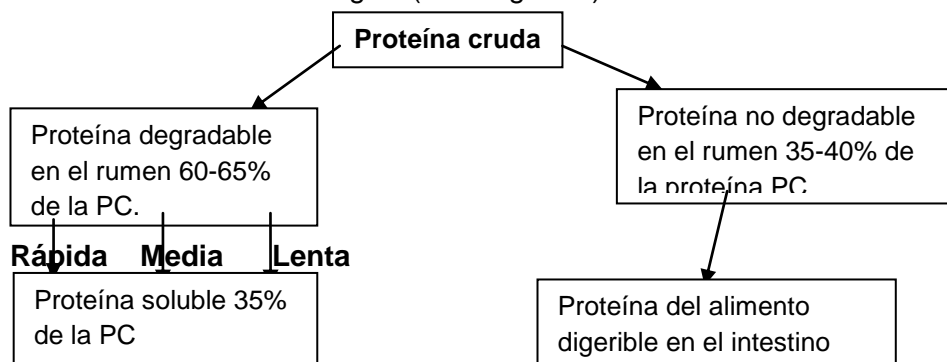 Proteína cruda
Proteína degradable
en el rumen 60-65%
de la PC.
Proteína no degradable
en el rumen 35-40% de
la proteína PC
Rápida Media Lenta
Proteína soluble 35%
de la PC
Proteína del alimento
digerible en el intestino